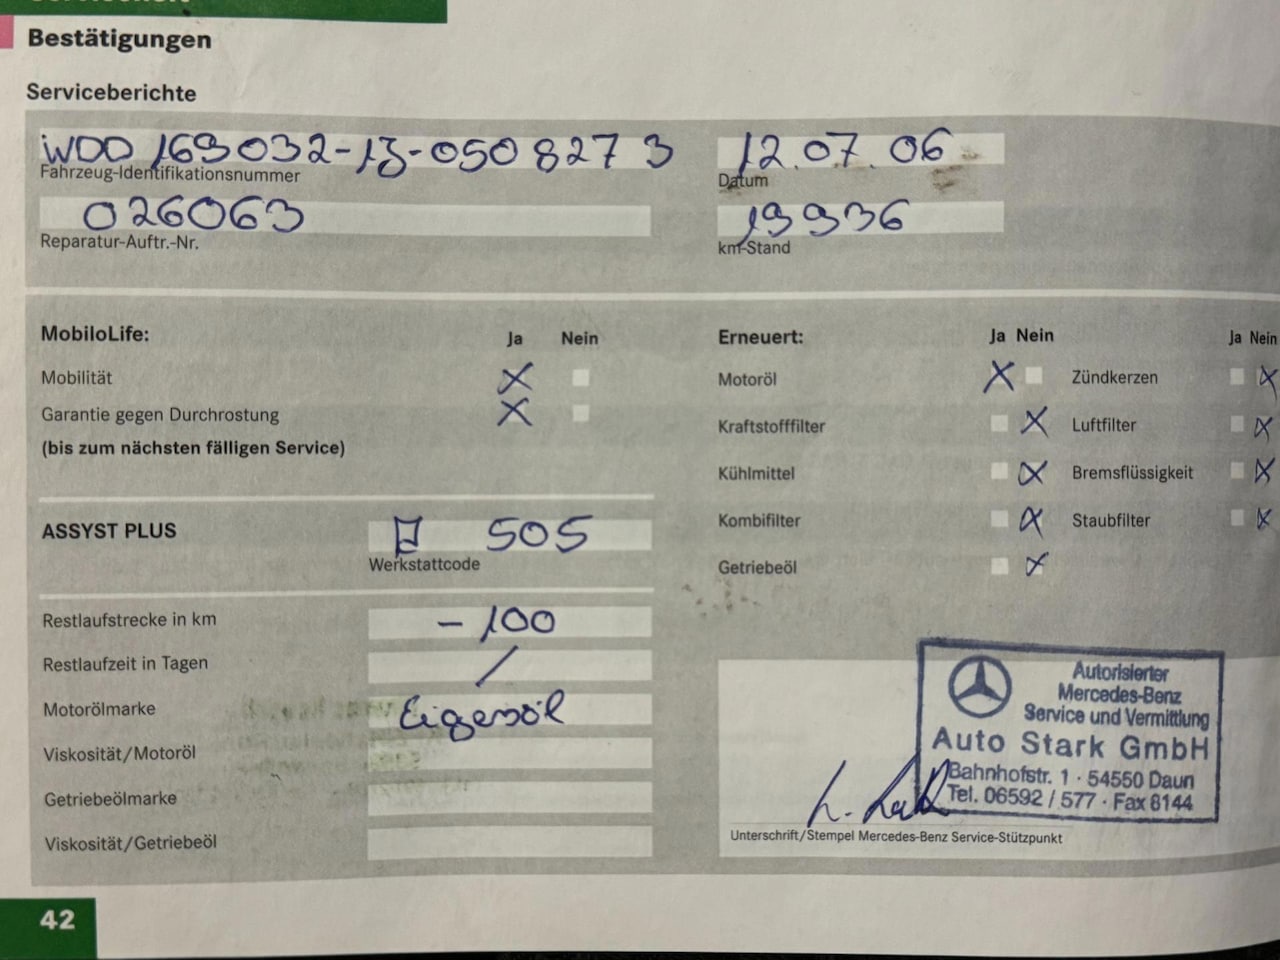 Bestätigungen
Serviceberichte
WDD 169032-1J-050827 3
Fahrzeug-Identifikationsnummer
12.07.06
Datum
026063
Reparatur-Auftr.-Nr.
19936
km-Stand
MobiloLife:
Ja Nein
Mobilität X
Garantie gegen Durchrostung X
(bis zum nächsten fälligen Service)
ASSYST PLUS
505
Werkstattcode
Restlaufstrecke in km - 100
Restlaufzeit in Tagen /
Motorölmarke Eigenöl
Viskosität/Motoröl
Getriebeölmarke
Viskosität/Getriebeöl
Erneuert:
Ja Nein
Ja Nein
Motoröl X Zündkerzen X
Kraftstofffilter X Luftfilter X
Kühlmittel X Bremsflüssigkeit X
Kombifilter X Staubfilter X
Getriebeöl X
Autorisierter
Mercedes-Benz
Service und Vermittlung
Auto Stark GmbH
Bahnhofstr. 1 · 54550 Daun
Tel. 06592 / 577 · Fax 8144
Unterschrift/Stempel Mercedes-Benz Service-Stützpunkt
42